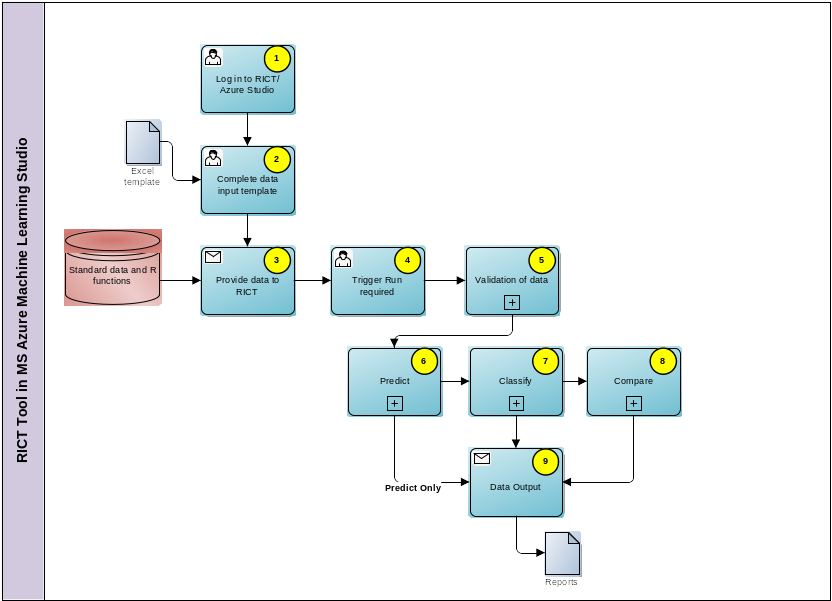 RICT Tool in MS Azure Machine Learning Studio
1
Log in to RICT/
Azure Studio
Excel
template
2
Complete data
input template
Standard data and R
functions
3
Provide data to
RICT
4
Trigger Run
required
5
Validation of data
6
Predict
7
Classify
8
Compare
Predict Only
9
Data Output
Reports